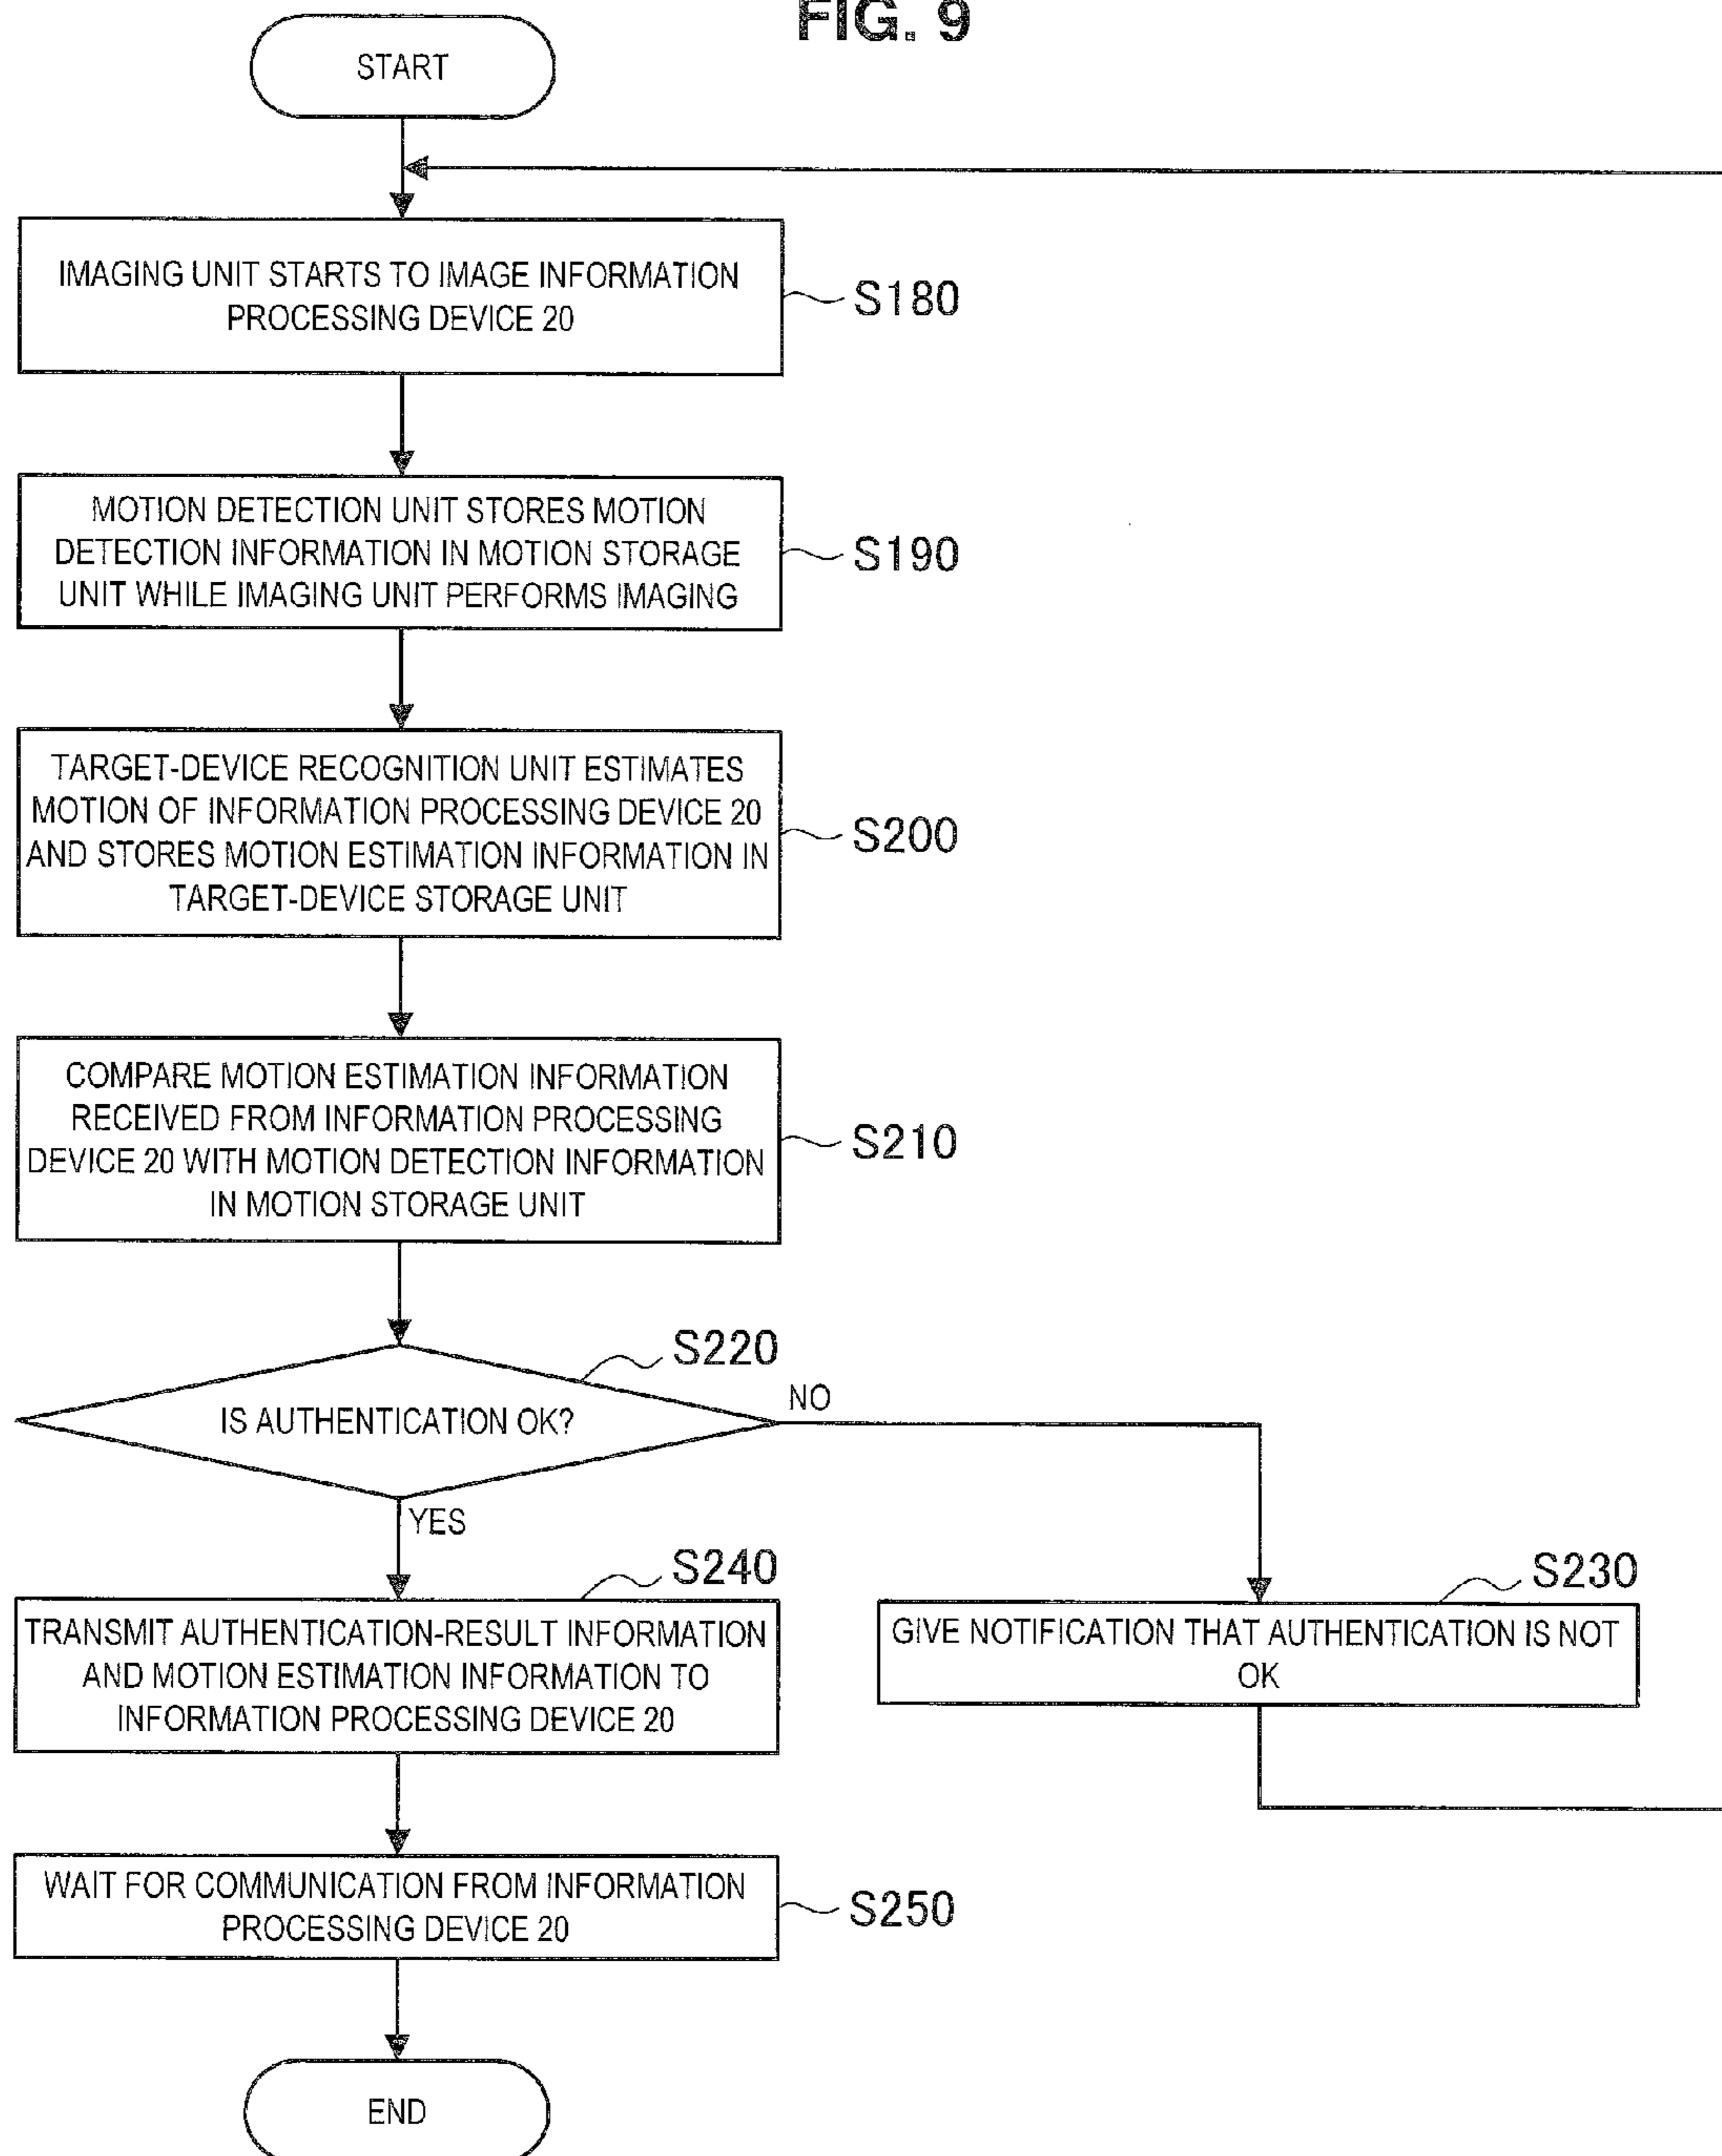 FIG. 9
START
IMAGING UNIT STARTS TO IMAGE INFORMATION
PROCESSING DEVICE 20
S180
MOTION DETECTION UNIT STORES MOTION
DETECTION INFORMATION IN MOTION STORAGE
UNIT WHILE IMAGING UNIT PERFORMS IMAGING
S190
TARGET-DEVICE RECOGNITION UNIT ESTIMATES
MOTION OF INFORMATION PROCESSING DEVICE 20
AND STORES MOTION ESTIMATION INFORMATION IN
TARGET-DEVICE STORAGE UNIT
S200
COMPARE MOTION ESTIMATION INFORMATION
RECEIVED FROM INFORMATION PROCESSING
DEVICE 20 WITH MOTION DETECTION INFORMATION
IN MOTION STORAGE UNIT
S210
S220
IS AUTHENTICATION OK?
NO
YES
S240
TRANSMIT AUTHENTICATION-RESULT INFORMATION
AND MOTION ESTIMATION INFORMATION TO
INFORMATION PROCESSING DEVICE 20
S230
GIVE NOTIFICATION THAT AUTHENTICATION IS NOT
OK
WAIT FOR COMMUNICATION FROM INFORMATION
PROCESSING DEVICE 20
S250
END